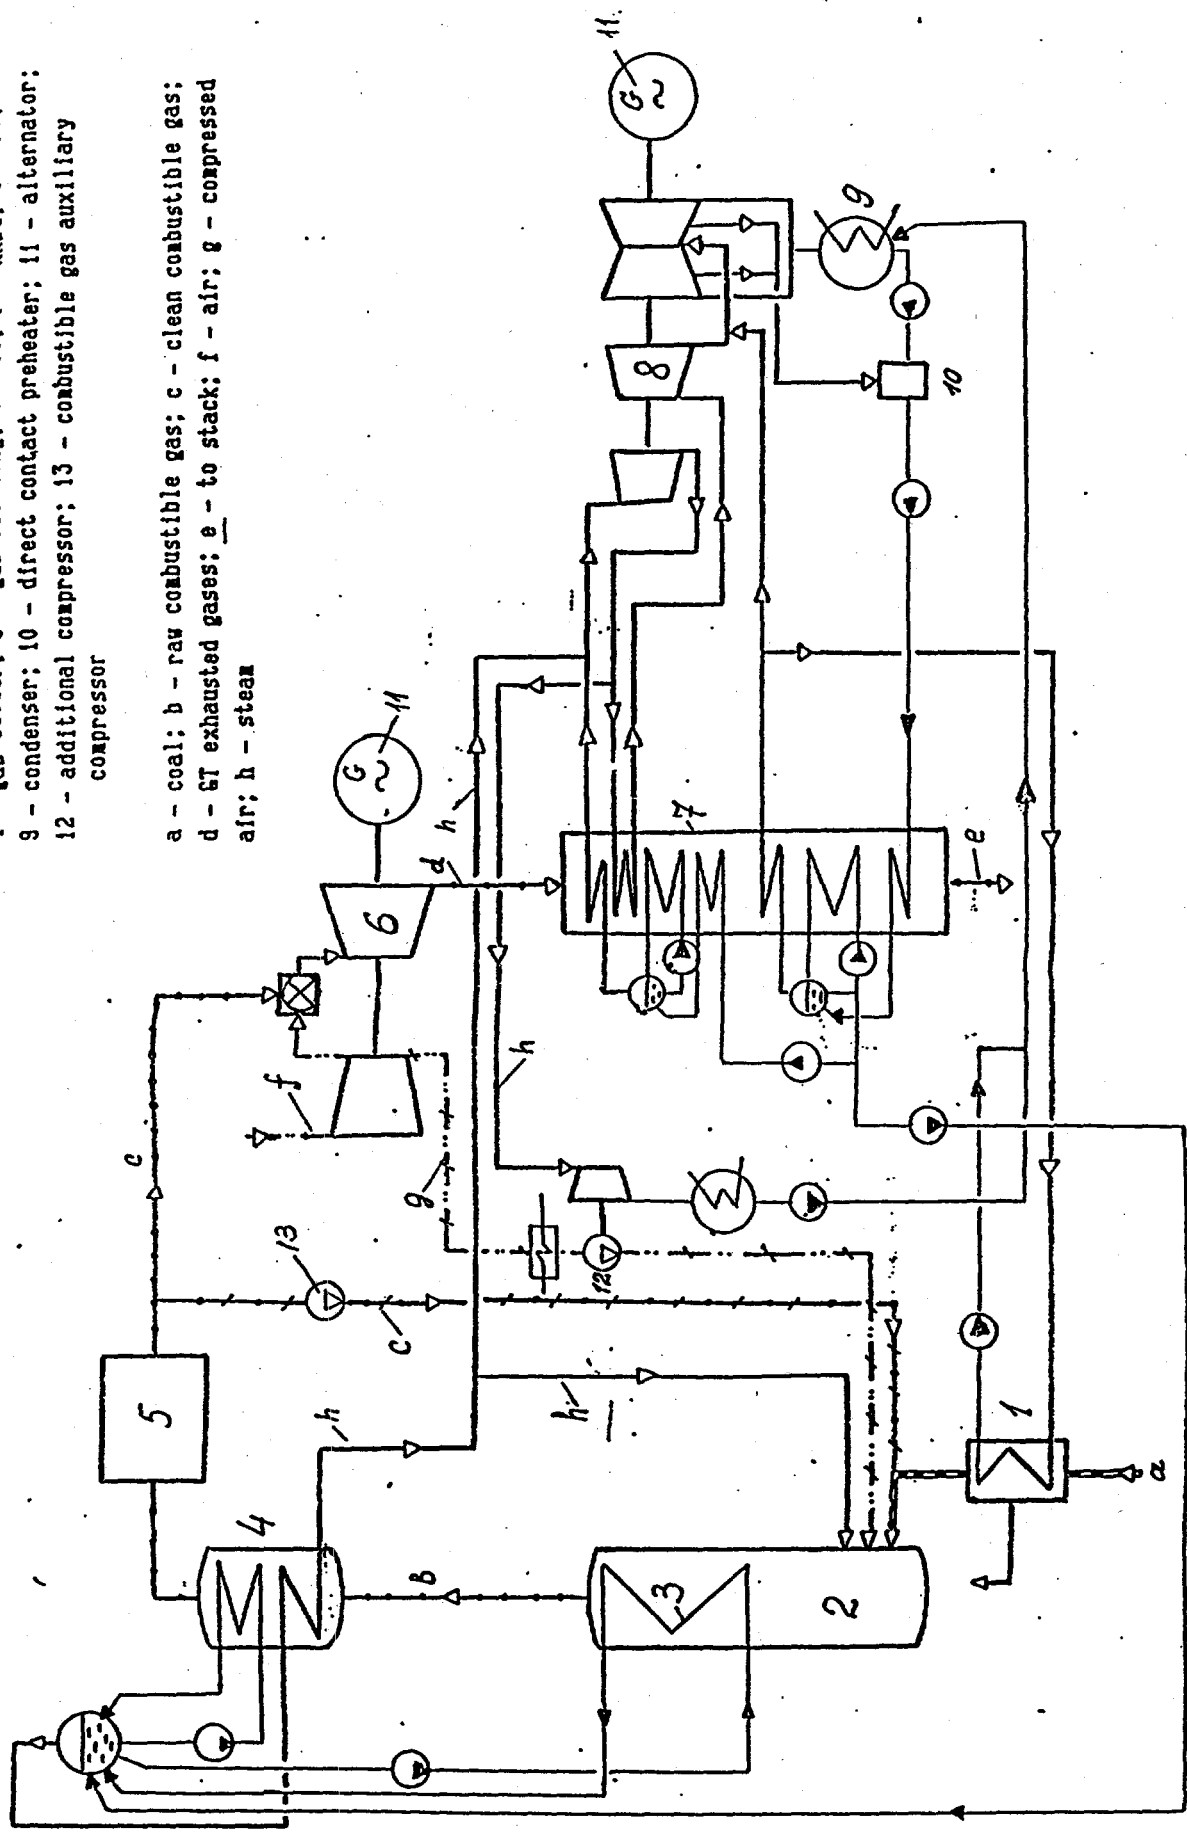 9 - condenser; 10 - direct contact preheater; 11 - alternator;
12 - additional compressor; 13 - combustible gas auxiliary
compressor
a - coal; b - raw combustible gas; c - clean combustible gas;
d - GT exhausted gases; e - to stack; f - air; g - compressed
air; h - steam
c
5
4
f
13
h
G
~
6
11
c
g
B
d
h
h
h
12
11.
G
~
8
3
7
2
9
10
e
1
a